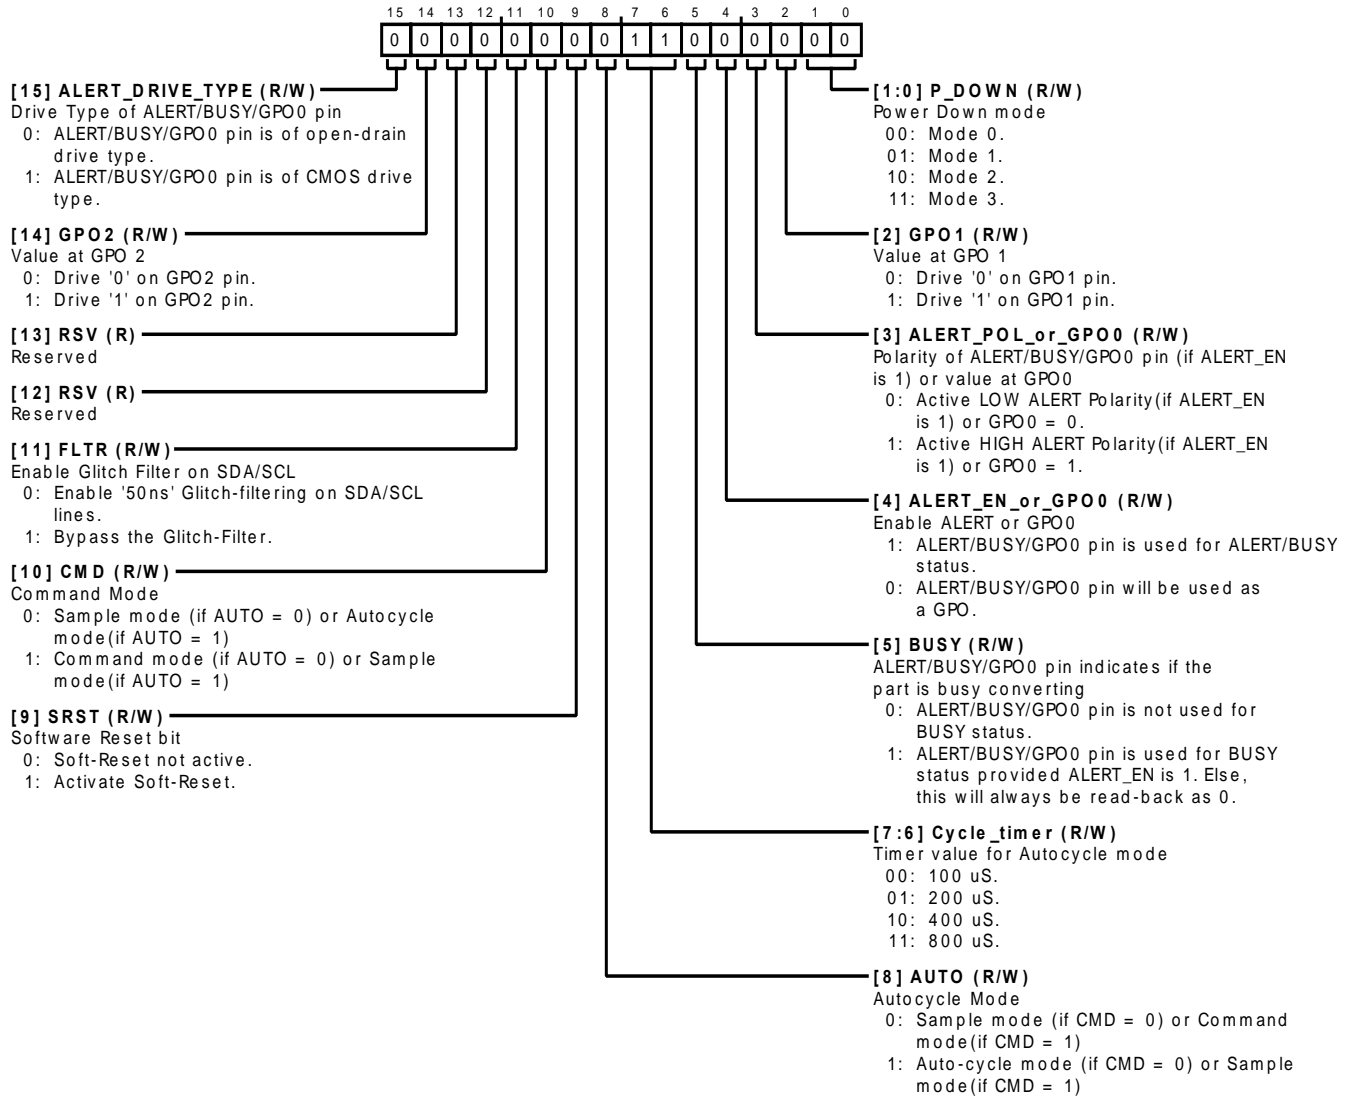 15 14 13 12 11 10 9 8 7 6 5 4 3 2 1 0
0 0 0 0 0 0 0 0 1 1 0 0 0 0 0 0
[15] ALERT_DRIVE_TYPE (R/W)
Drive Type of ALERT/BUSY/GPO0 pin
0: ALERT/BUSY/GPO0 pin is of open-drain
drive type.
1: ALERT/BUSY/GPO0 pin is of CMOS drive
type.
[14] GPO2 (R/W)
Value at GPO 2
0: Drive '0' on GPO2 pin.
1: Drive '1' on GPO2 pin.
[13] RSV (R)
Reserved
[12] RSV (R)
Reserved
[11] FLTR (R/W)
Enable Glitch Filter on SDA/SCL
0: Enable '50ns' Glitch-filtering on SDA/SCL
lines.
1: Bypass the Glitch-Filter.
[10] CMD (R/W)
Command Mode
0: Sample mode (if AUTO = 0) or Autocycle
mode(if AUTO = 1)
1: Command mode (if AUTO = 0) or Sample
mode(if AUTO = 1)
[9] SRST (R/W)
Software Reset bit
0: Soft-Reset not active.
1: Activate Soft-Reset.
[1:0] P_DOWN (R/W)
Power Down mode
00: Mode 0.
01: Mode 1.
10: Mode 2.
11: Mode 3.
[2] GPO1 (R/W)
Value at GPO 1
0: Drive '0' on GPO1 pin.
1: Drive '1' on GPO1 pin.
[3] ALERT_POL_or_GPO0 (R/W)
Polarity of ALERT/BUSY/GPO0 pin (if ALERT_EN
is 1) or value at GPO0
0: Active LOW ALERT Polarity(if ALERT_EN
is 1) or GPO0 = 0.
1: Active HIGH ALERT Polarity(if ALERT_EN
is 1) or GPO0 = 1.
[4] ALERT_EN_or_GPO0 (R/W)
Enable ALERT or GPO0
1: ALERT/BUSY/GPO0 pin is used for ALERT/BUSY
status.
0: ALERT/BUSY/GPO0 pin will be used as
a GPO.
[5] BUSY (R/W)
ALERT/BUSY/GPO0 pin indicates if the
part is busy converting
0: ALERT/BUSY/GPO0 pin is not used for
BUSY status.
1: ALERT/BUSY/GPO0 pin is used for BUSY
status provided ALERT_EN is 1. Else,
this will always be read-back as 0.
[7:6] Cycle_timer (R/W)
Timer value for Autocycle mode
00: 100 uS.
01: 200 uS.
10: 400 uS.
11: 800 uS.
[8] AUTO (R/W)
Autocycle Mode
0: Sample mode (if CMD = 0) or Command
mode(if CMD = 1)
1: Auto-cycle mode (if CMD = 0) or Sample
mode(if CMD = 1)